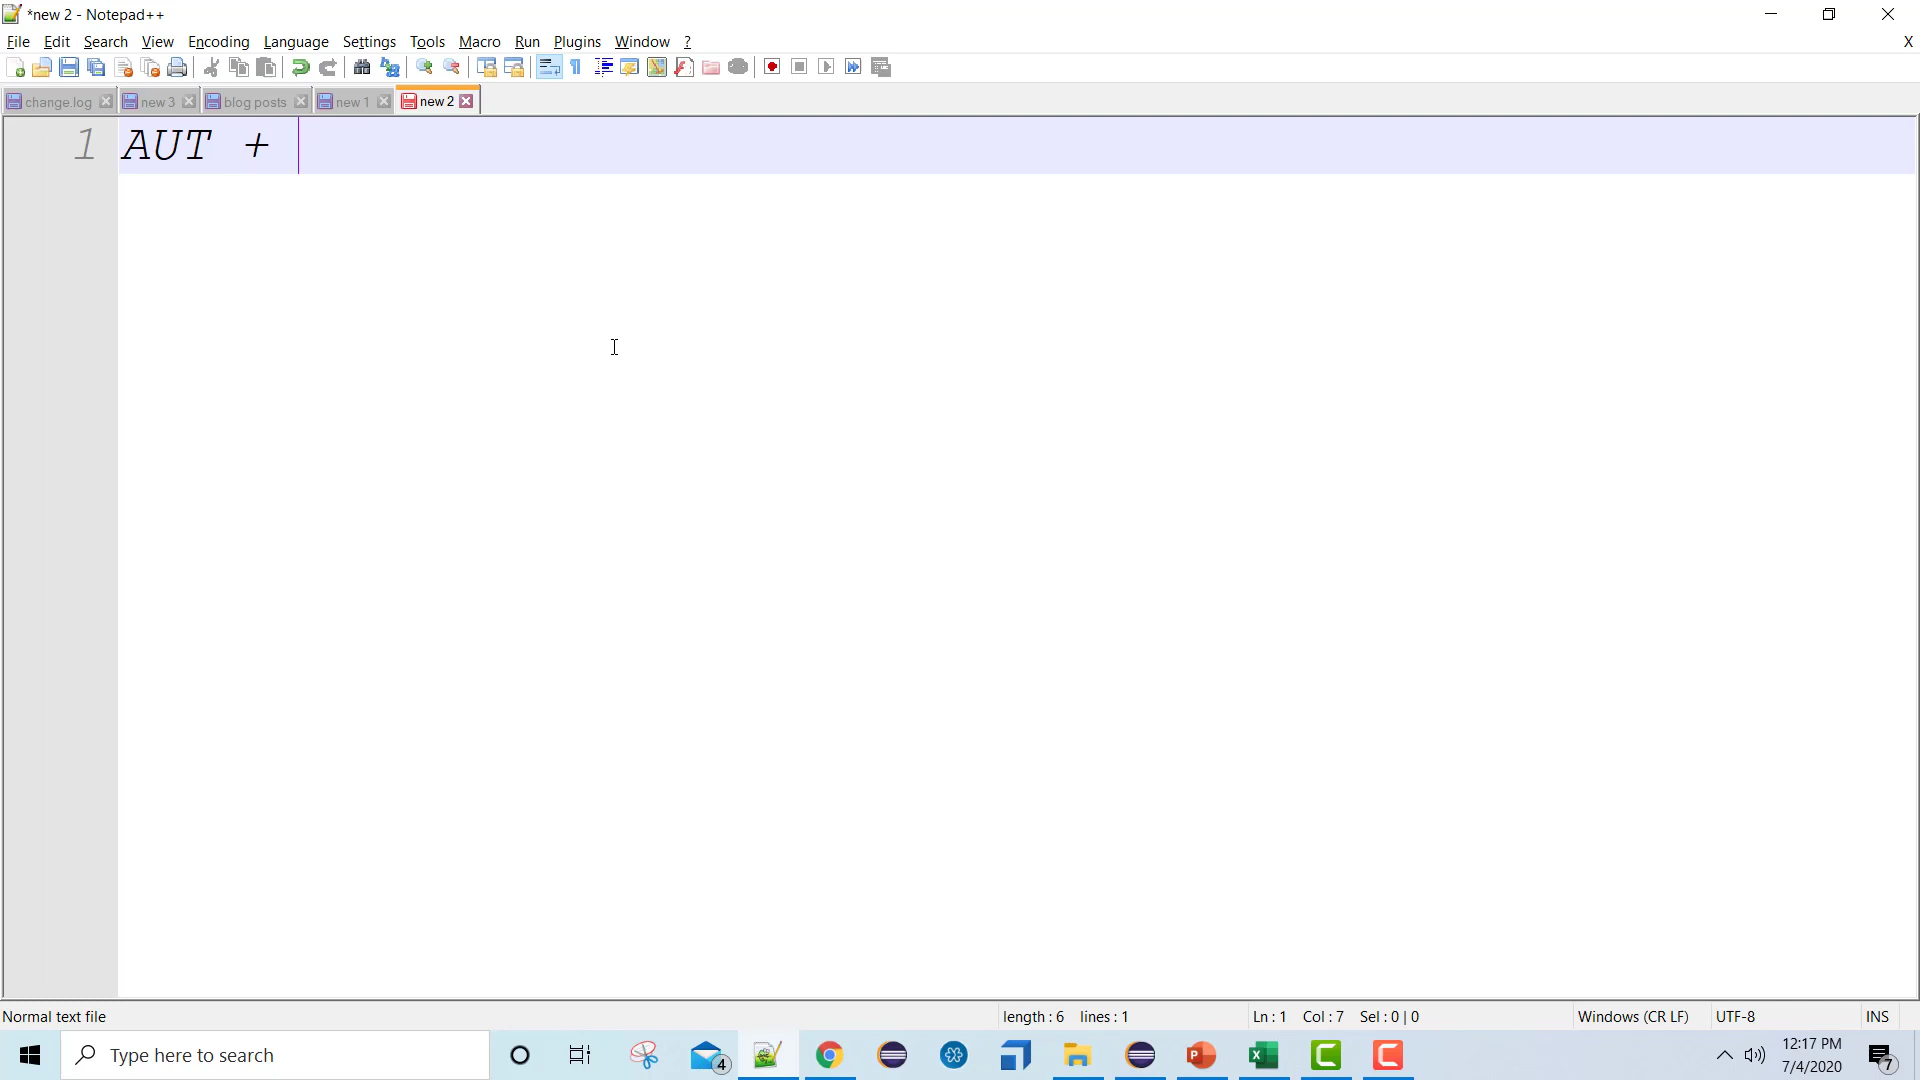 *new 2 - Notepad++
File Edit Search View Encoding Language Settings Tools Macro Run Plugins Window ? X
change.log new 3 blog posts new 1 new 2
1 AUT +
Normal text file length : 6 lines : 1 Ln : 1 Col : 7 Sel : 0 | 0 Windows (CR LF) UTF-8 INS
Type here to search 4 12:17 PM
7/4/2020 7